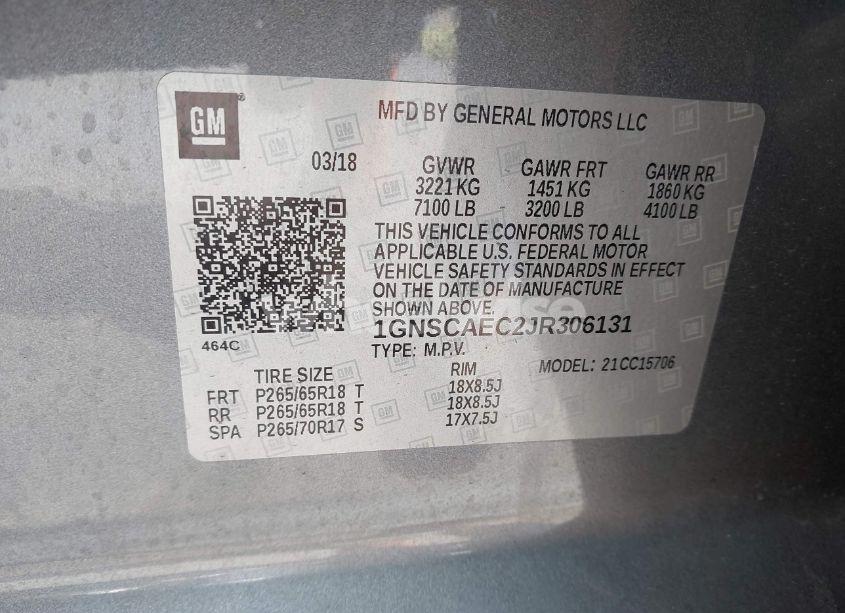 GM
MFD BY GENERAL MOTORS LLC
03/18 GVWR GAWR FRT GAWR RR
3221 KG 1451 KG 1860 KG
7100 LB 3200 LB 4100 LB
THIS VEHICLE CONFORMS TO ALL
APPLICABLE U.S. FEDERAL MOTOR
VEHICLE SAFETY STANDARDS IN EFFECT
ON THE DATE OF MANUFACTURE
SHOWN ABOVE.
1GNSCAEC2JR306131
464C
TYPE: M.P.V. MODEL: 21CC15706
TIRE SIZE RIM
FRT P265/65R18 T 18X8.5J
RR P265/65R18 T 18X8.5J
SPA P265/70R17 S 17X7.5J